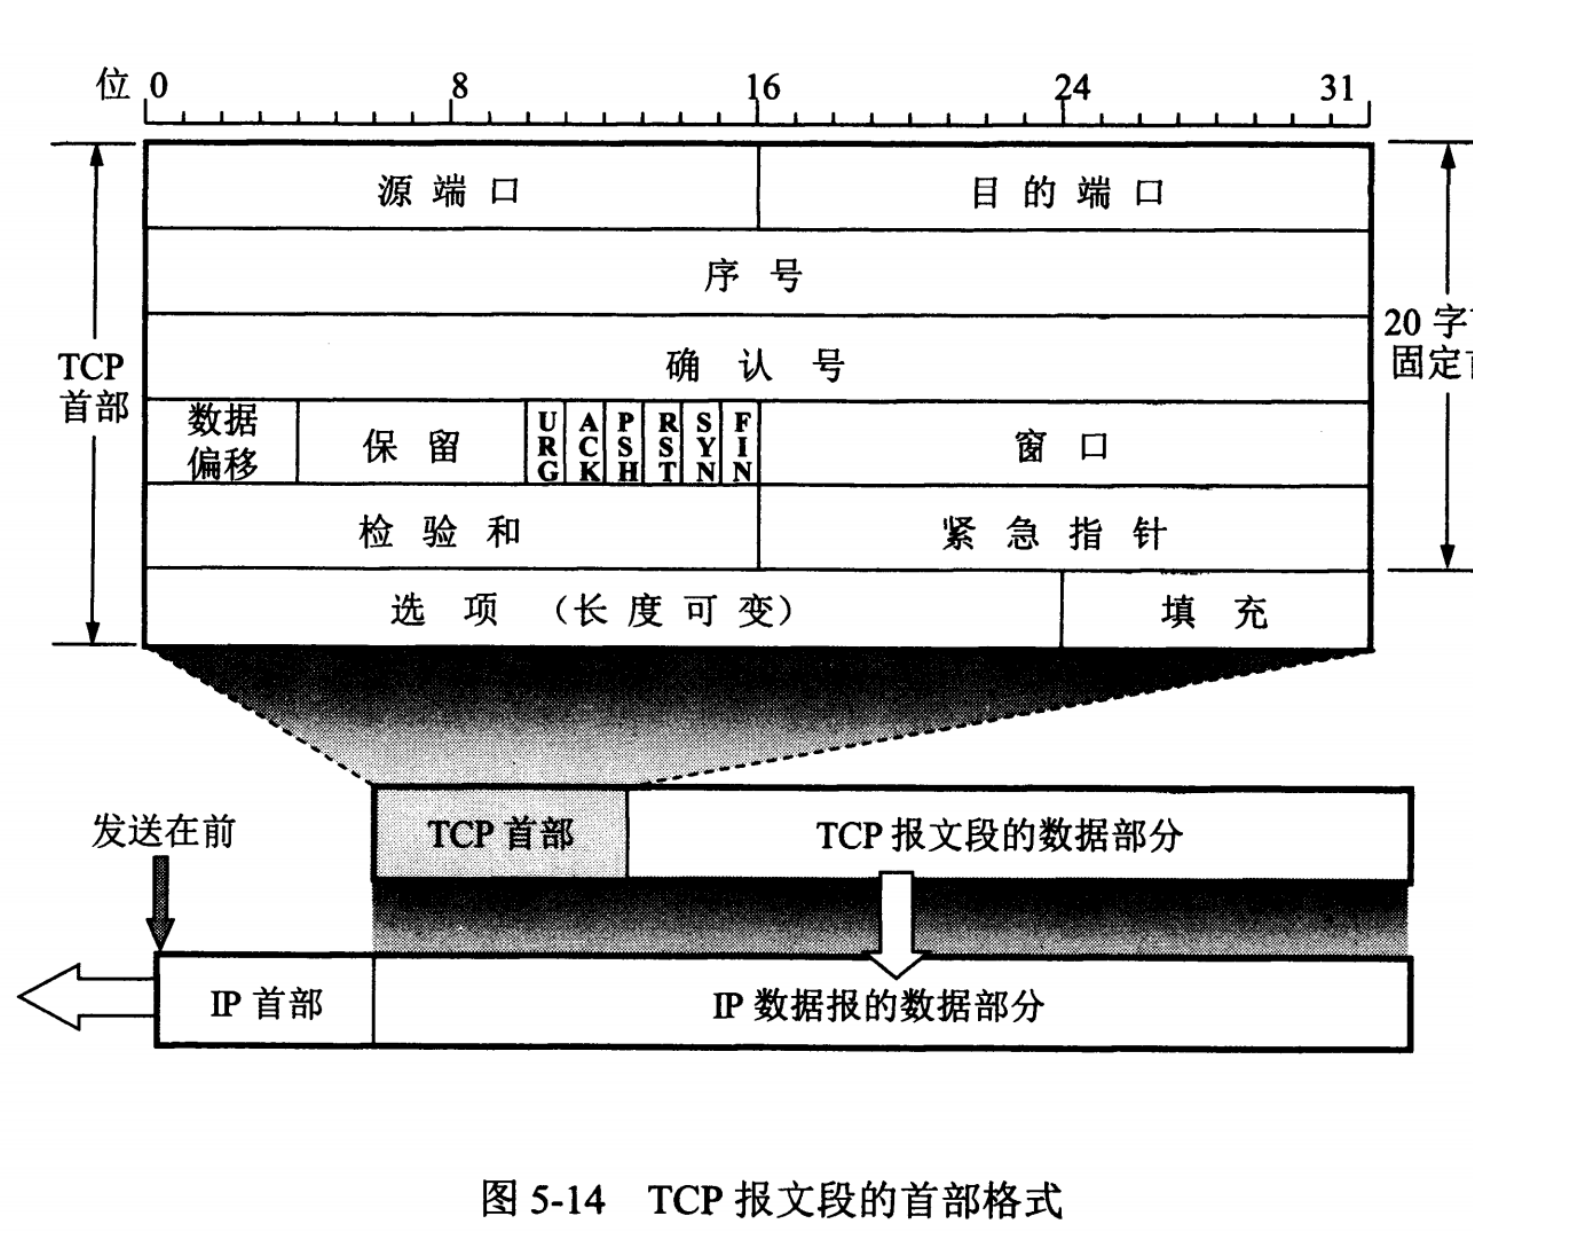 位 0 8 16 24 31
源端口 目的端口
序号
确认号
TCP
首部
20 字
固定
数据
偏移
保留
URG
ACK
PSH
RST
SYN
FIN
窗口
检验和 紧急指针
选项 (长度可变) 填充
发送在前
TCP 首部 TCP 报文段的数据部分
IP 首部 IP 数据报的数据部分
图 5-14 TCP 报文段的首部格式